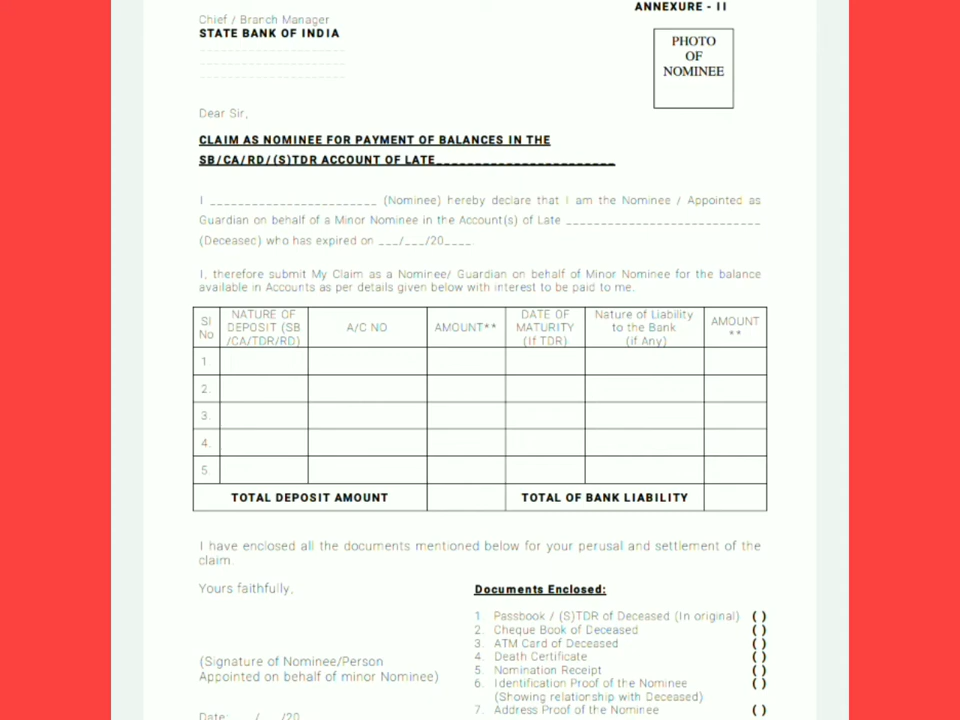 ANNEXURE - II
Chief / Branch Manager
STATE BANK OF INDIA
PHOTO
OF
NOMINEE
Dear Sir,
CLAIM AS NOMINEE FOR PAYMENT OF BALANCES IN THE
SB/CA/RD/(S)TDR ACCOUNT OF LATE_______________________
I ________________________ (Nominee) hereby declare that I am the Nominee / Appointed as
Guardian on behalf of a Minor Nominee in the Account(s) of Late ____________________________
(Deceased) who has expired on ___/___/20____.
I, therefore submit My Claim as a Nominee/ Guardian on behalf of Minor Nominee for the balance
available in Accounts as per details given below with interest to be paid to me.
Sl No | NATURE OF DEPOSIT (SB /CA/TDR/RD) | A/C NO | AMOUNT** | DATE OF MATURITY (If TDR) | Nature of Liability to the Bank (if Any) | AMOUNT **
1
2.
3.
4.
5.
TOTAL DEPOSIT AMOUNT | TOTAL OF BANK LIABILITY
I have enclosed all the documents mentioned below for your perusal and settlement of the
claim.
Yours faithfully,
(Signature of Nominee/Person
Appointed on behalf of minor Nominee)
Date: ___/___/20
Documents Enclosed:
1. Passbook / (S)TDR of Deceased (In original) ( )
2. Cheque Book of Deceased ( )
3. ATM Card of Deceased ( )
4. Death Certificate ( )
5. Nomination Receipt ( )
6. Identification Proof of the Nominee ( )
(Showing relationship with Deceased)
7. Address Proof of the Nominee ( )